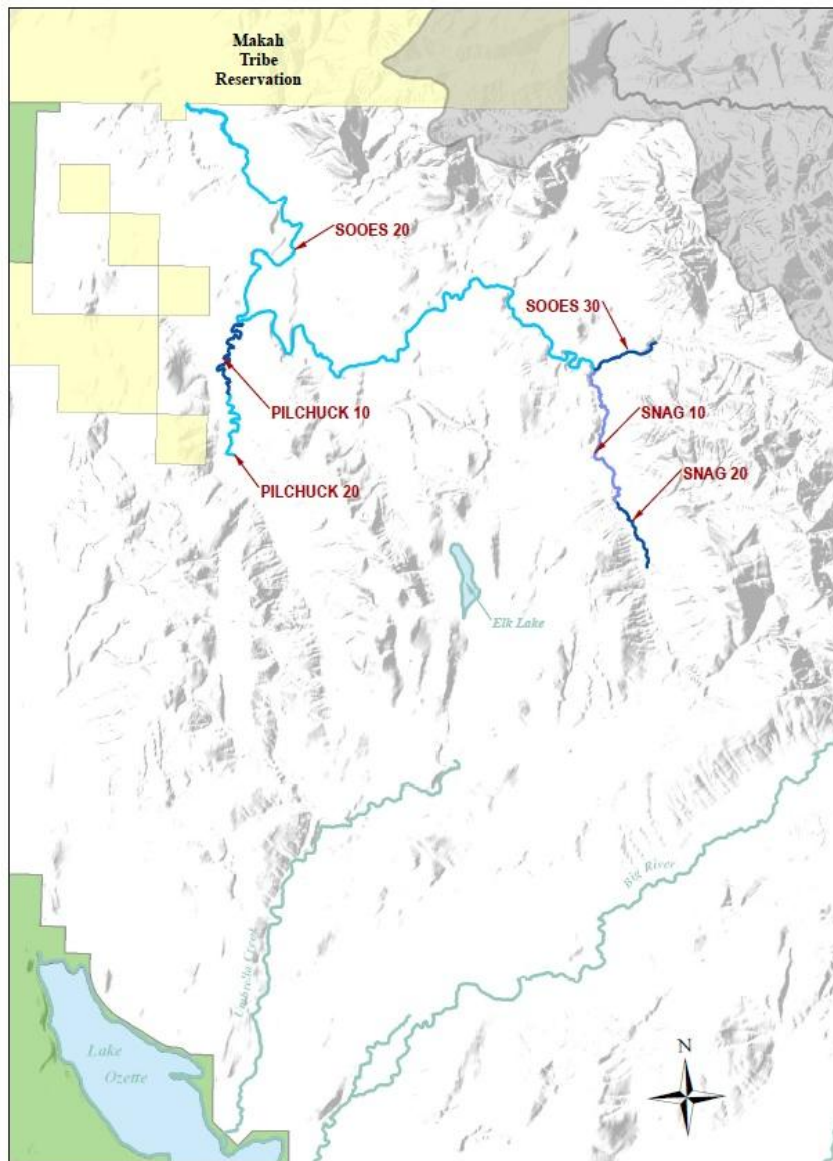 Makah
Tribe
Reservation
SOOES 20
SOOES 30
PILCHUCK 10
SNAG 10
SNAG 20
PILCHUCK 20
Elk Lake
Big River
Umbrella Creek
Lake
Ozette
N